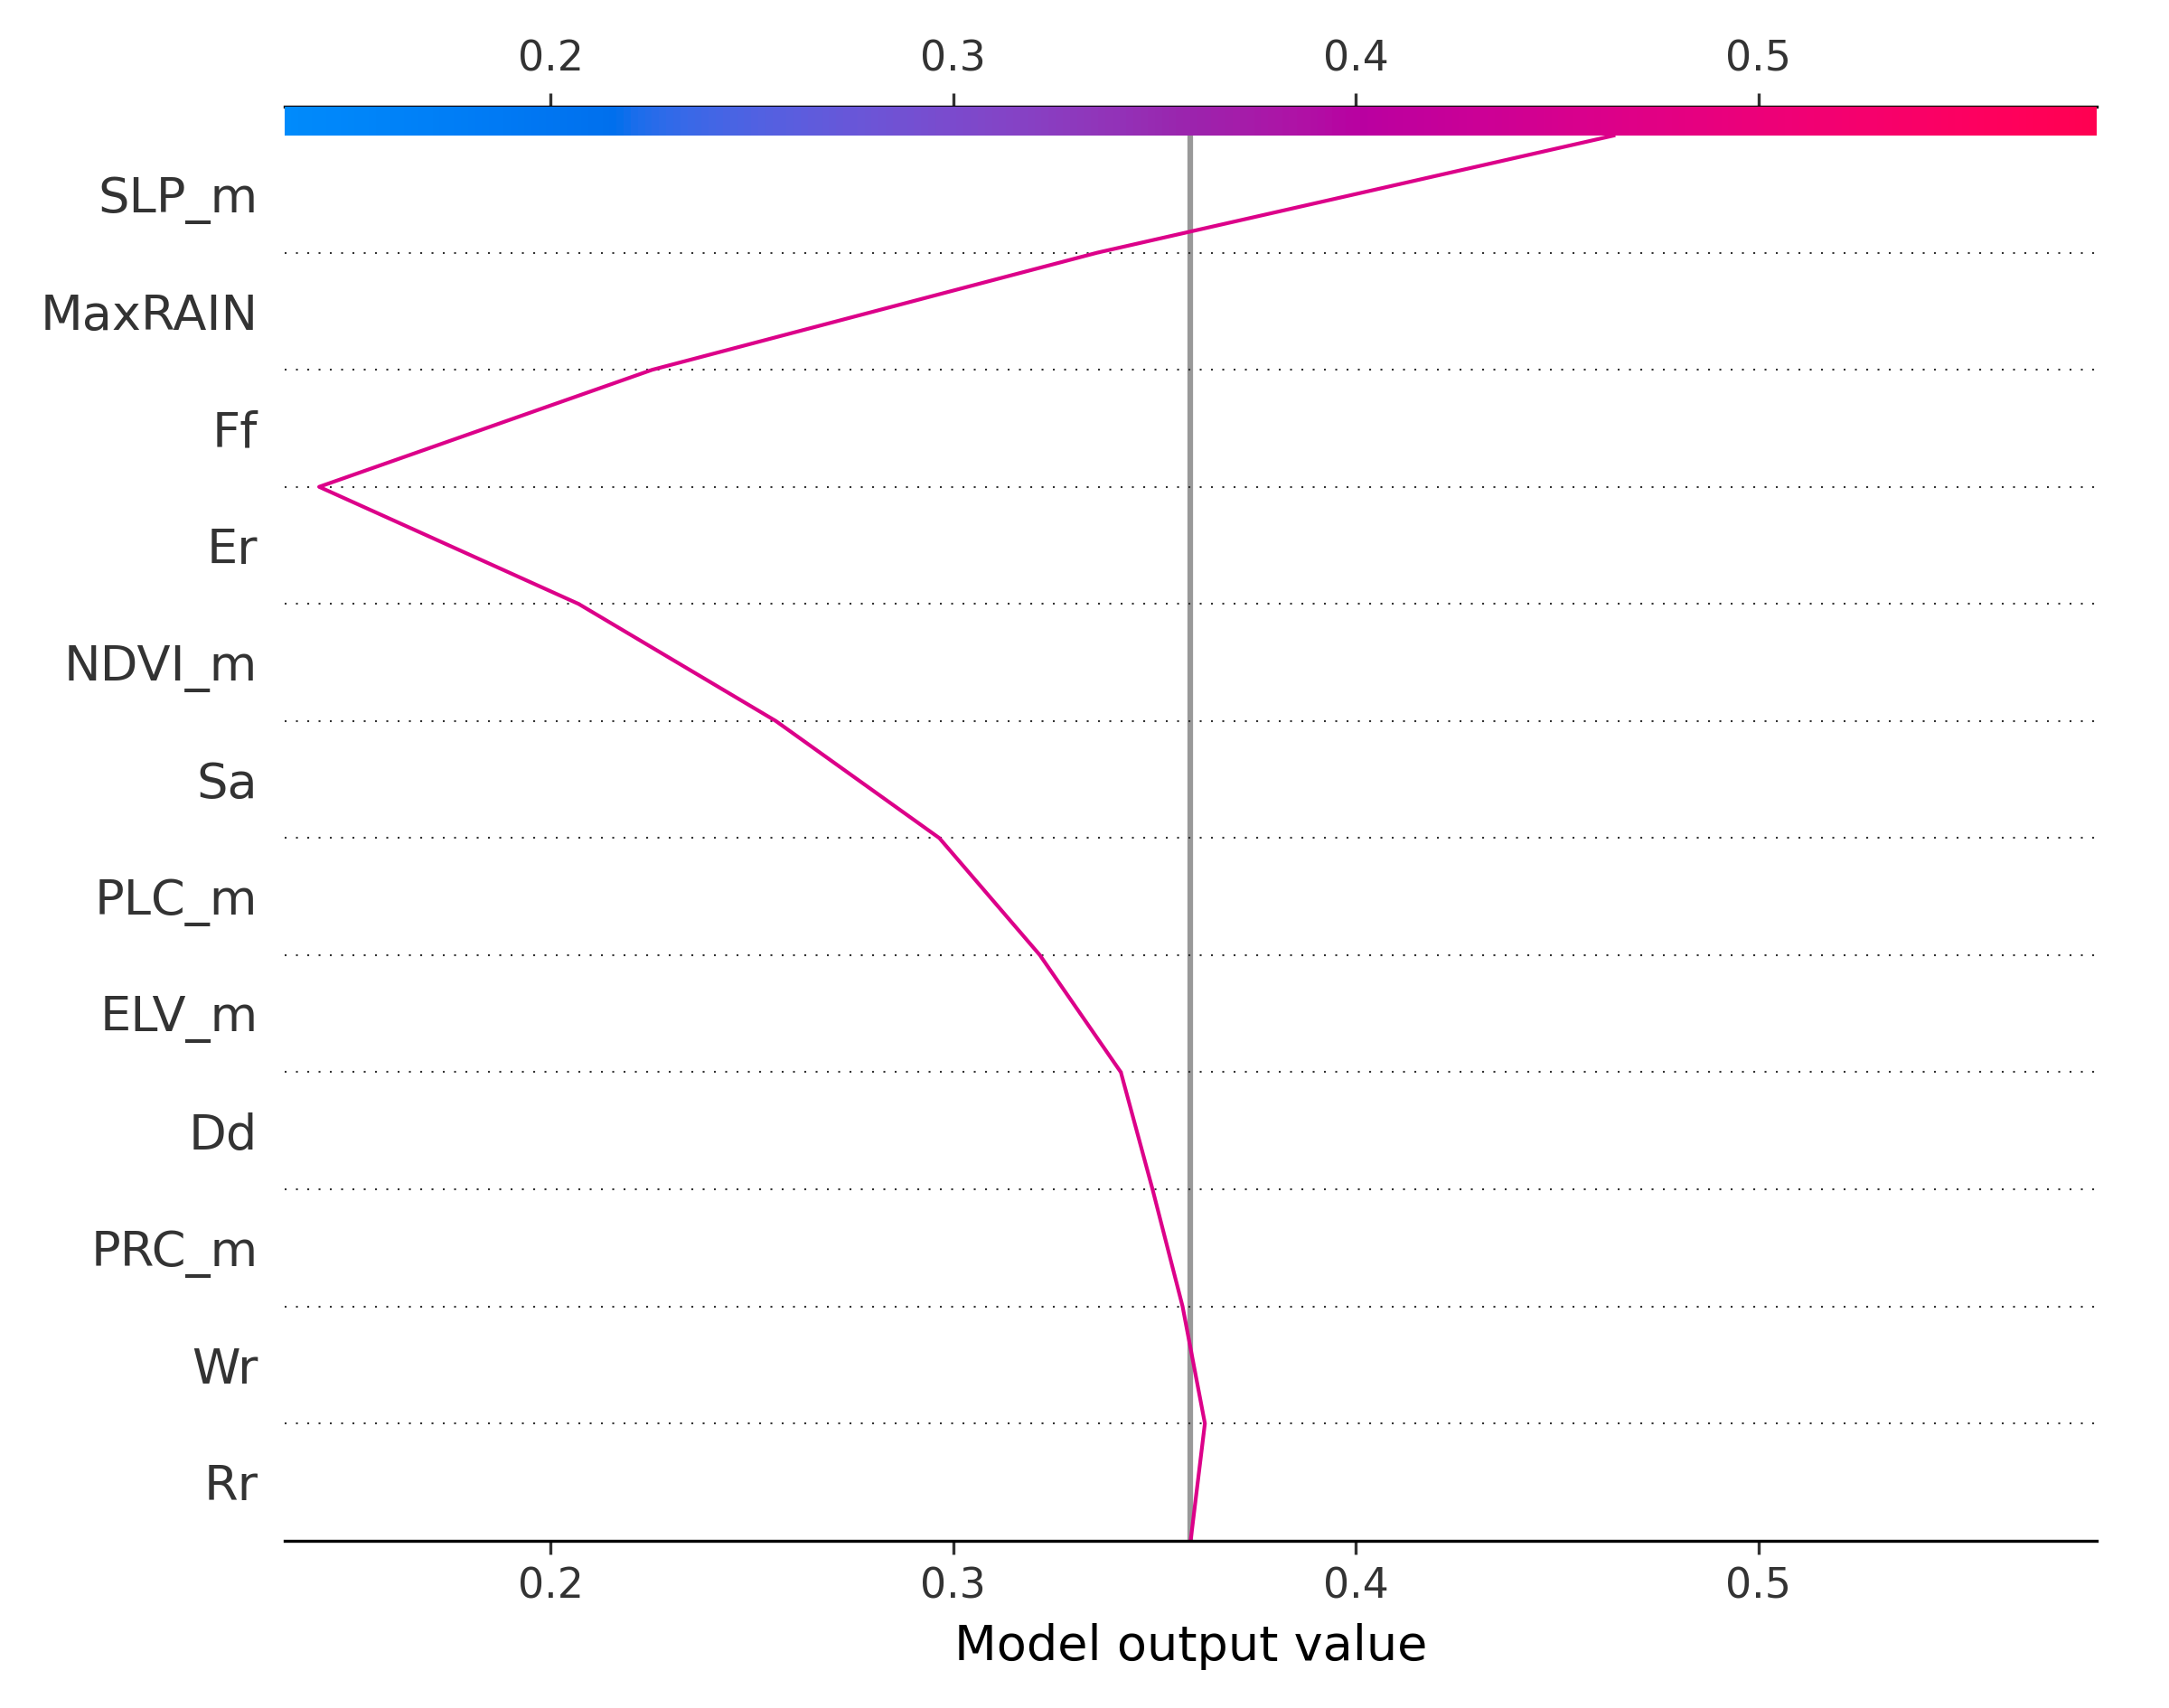 0.2 0.3 0.4 0.5
SLP_m
MaxRAIN
Ff
Er
NDVI_m
Sa
PLC_m
ELV_m
Dd
PRC_m
Wr
Rr
0.2 0.3 0.4 0.5
Model output value